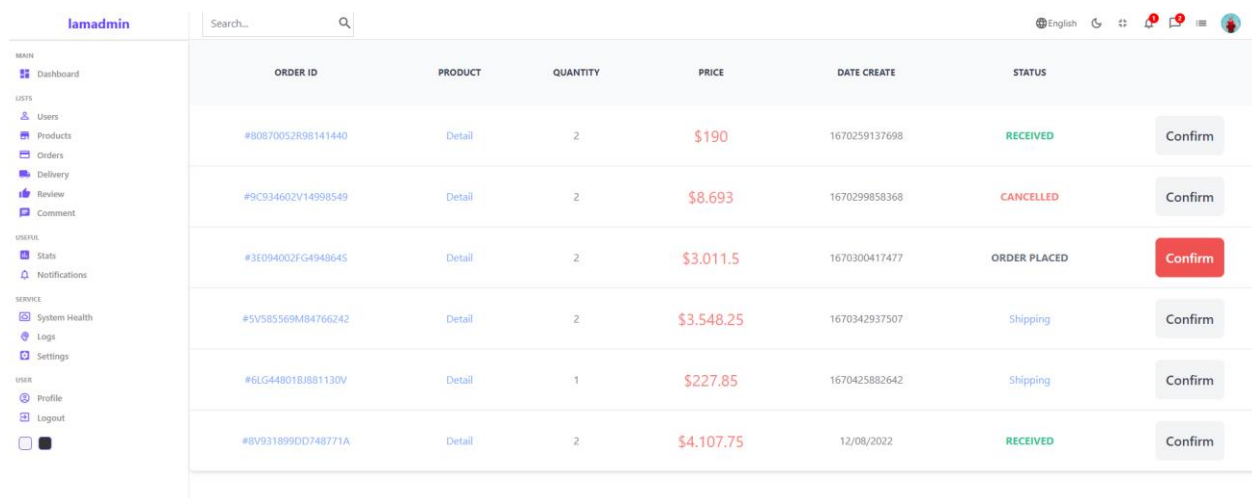 lamadmin
Search...
English
1
2
MAIN
Dashboard
LISTS
Users
Products
Orders
Delivery
Review
Comment
USEFUL
Stats
Notifications
SERVICE
System Health
Logs
Settings
USER
Profile
Logout
ORDER ID PRODUCT QUANTITY PRICE DATE CREATE STATUS
#80870052R98141440 Detail 2 $190 1670259137698 RECEIVED Confirm
#9C934602V14998549 Detail 2 $8.693 1670299858368 CANCELLED Confirm
#3E094002FG494864S Detail 2 $3.011.5 1670300417477 ORDER PLACED Confirm
#5V585569M84766242 Detail 2 $3.548.25 1670342937507 Shipping Confirm
#6LG44801BJ881130V Detail 1 $227.85 1670425882642 Shipping Confirm
#8V931899DD748771A Detail 2 $4.107.75 12/08/2022 RECEIVED Confirm